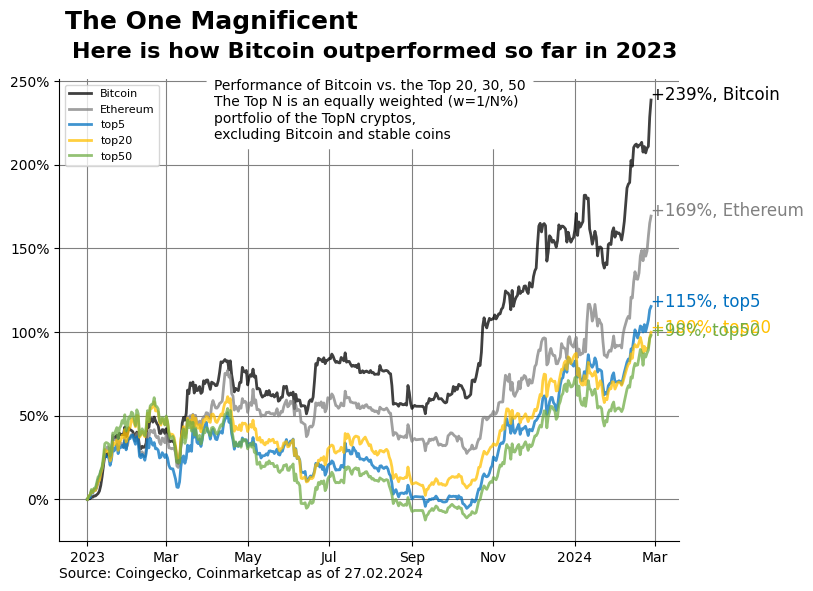 The One Magnificent
Here is how Bitcoin outperformed so far in 2023
250%
200%
150%
100%
50%
0%
Bitcoin
Ethereum
top5
top20
top50
Performance of Bitcoin vs. the Top 20, 30, 50
The Top N is an equally weighted (w=1/N%)
portfolio of the TopN cryptos,
excluding Bitcoin and stable coins
+239%, Bitcoin
+169%, Ethereum
+115%, top5
top20
+98%, top50
2023 Mar May Jul Sep Nov 2024 Mar
Source: Coingecko, Coinmarketcap as of 27.02.2024